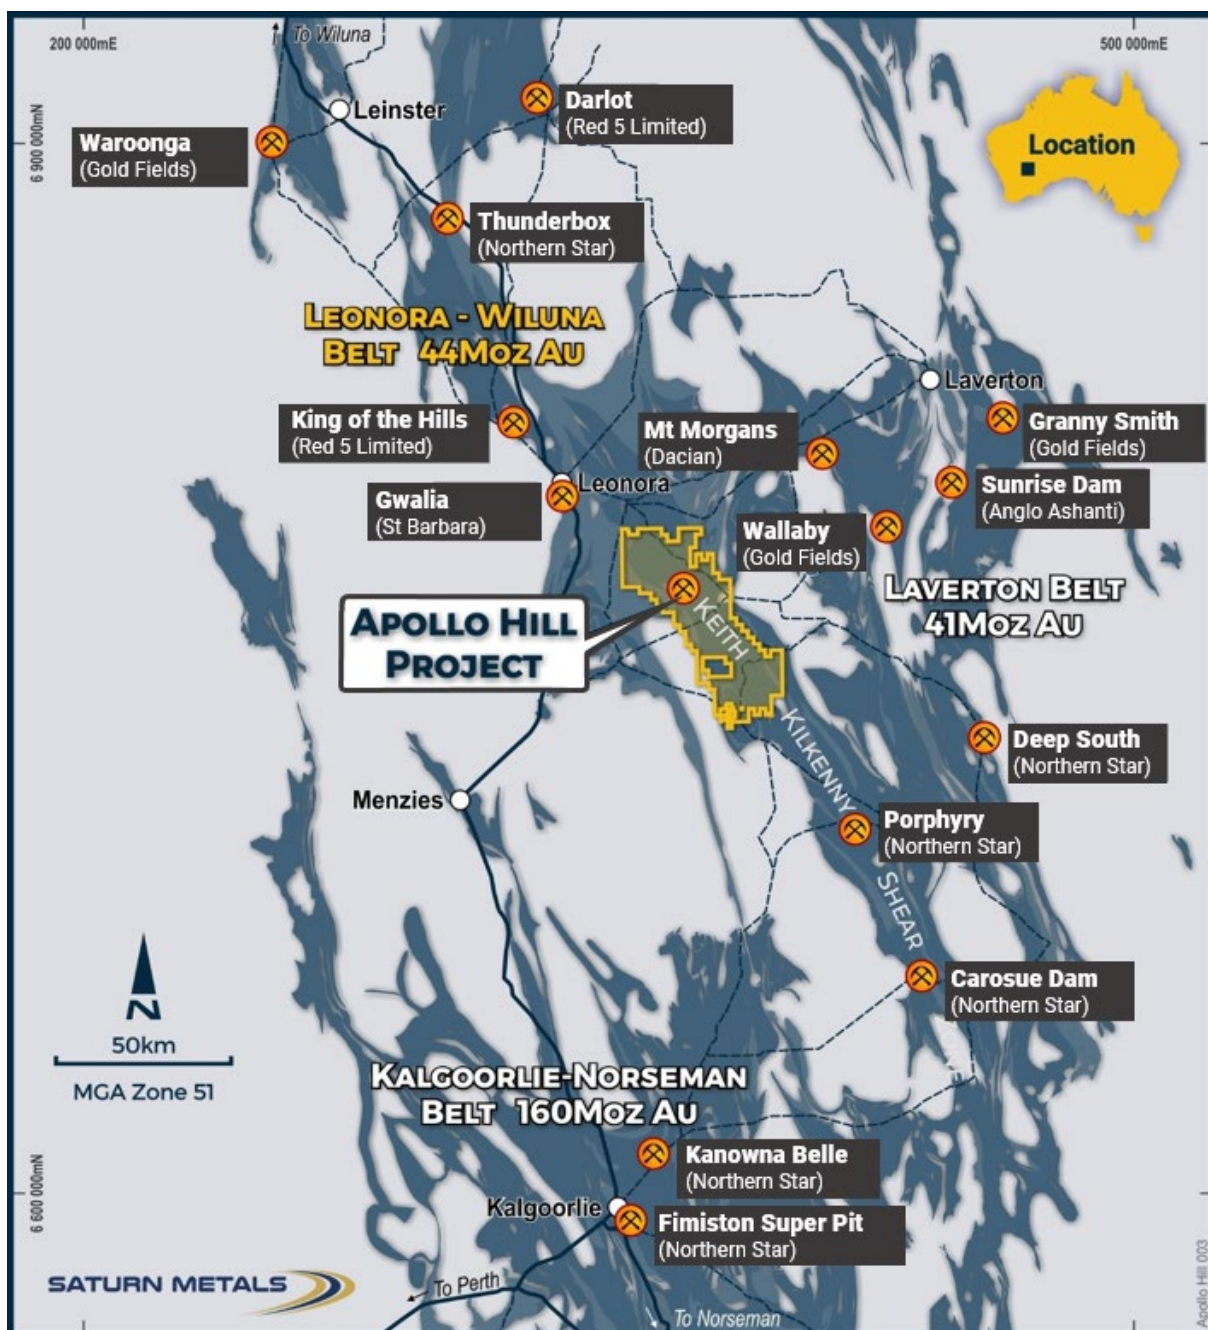 200 000mE
To Wiluna
500 000mE
6 900 000mN
Leinster
Darlot
(Red 5 Limited)
Waroonga
(Gold Fields)
Location
Thunderbox
(Northern Star)
LEONORA - WILUNA
BELT 44MOZ AU
Laverton
King of the Hills
(Red 5 Limited)
Mt Morgans
(Dacian)
Granny Smith
(Gold Fields)
Leonora
Gwalia
(St Barbara)
Sunrise Dam
(Anglo Ashanti)
Wallaby
(Gold Fields)
LAVERTON BELT
41MOZ AU
APOLLO HILL
PROJECT
KEITH
KILKENNY
SHEAR
Deep South
(Northern Star)
Menzies
Porphyry
(Northern Star)
Carosue Dam
(Northern Star)
N
50km
MGA Zone 51
KALGOORLIE-NORSEMAN
BELT 160MOZ AU
Kanowna Belle
(Northern Star)
Kalgoorlie
Fimiston Super Pit
(Northern Star)
6 600 000mN
SATURN METALS
To Perth
To Norseman
Apollo Hill 003